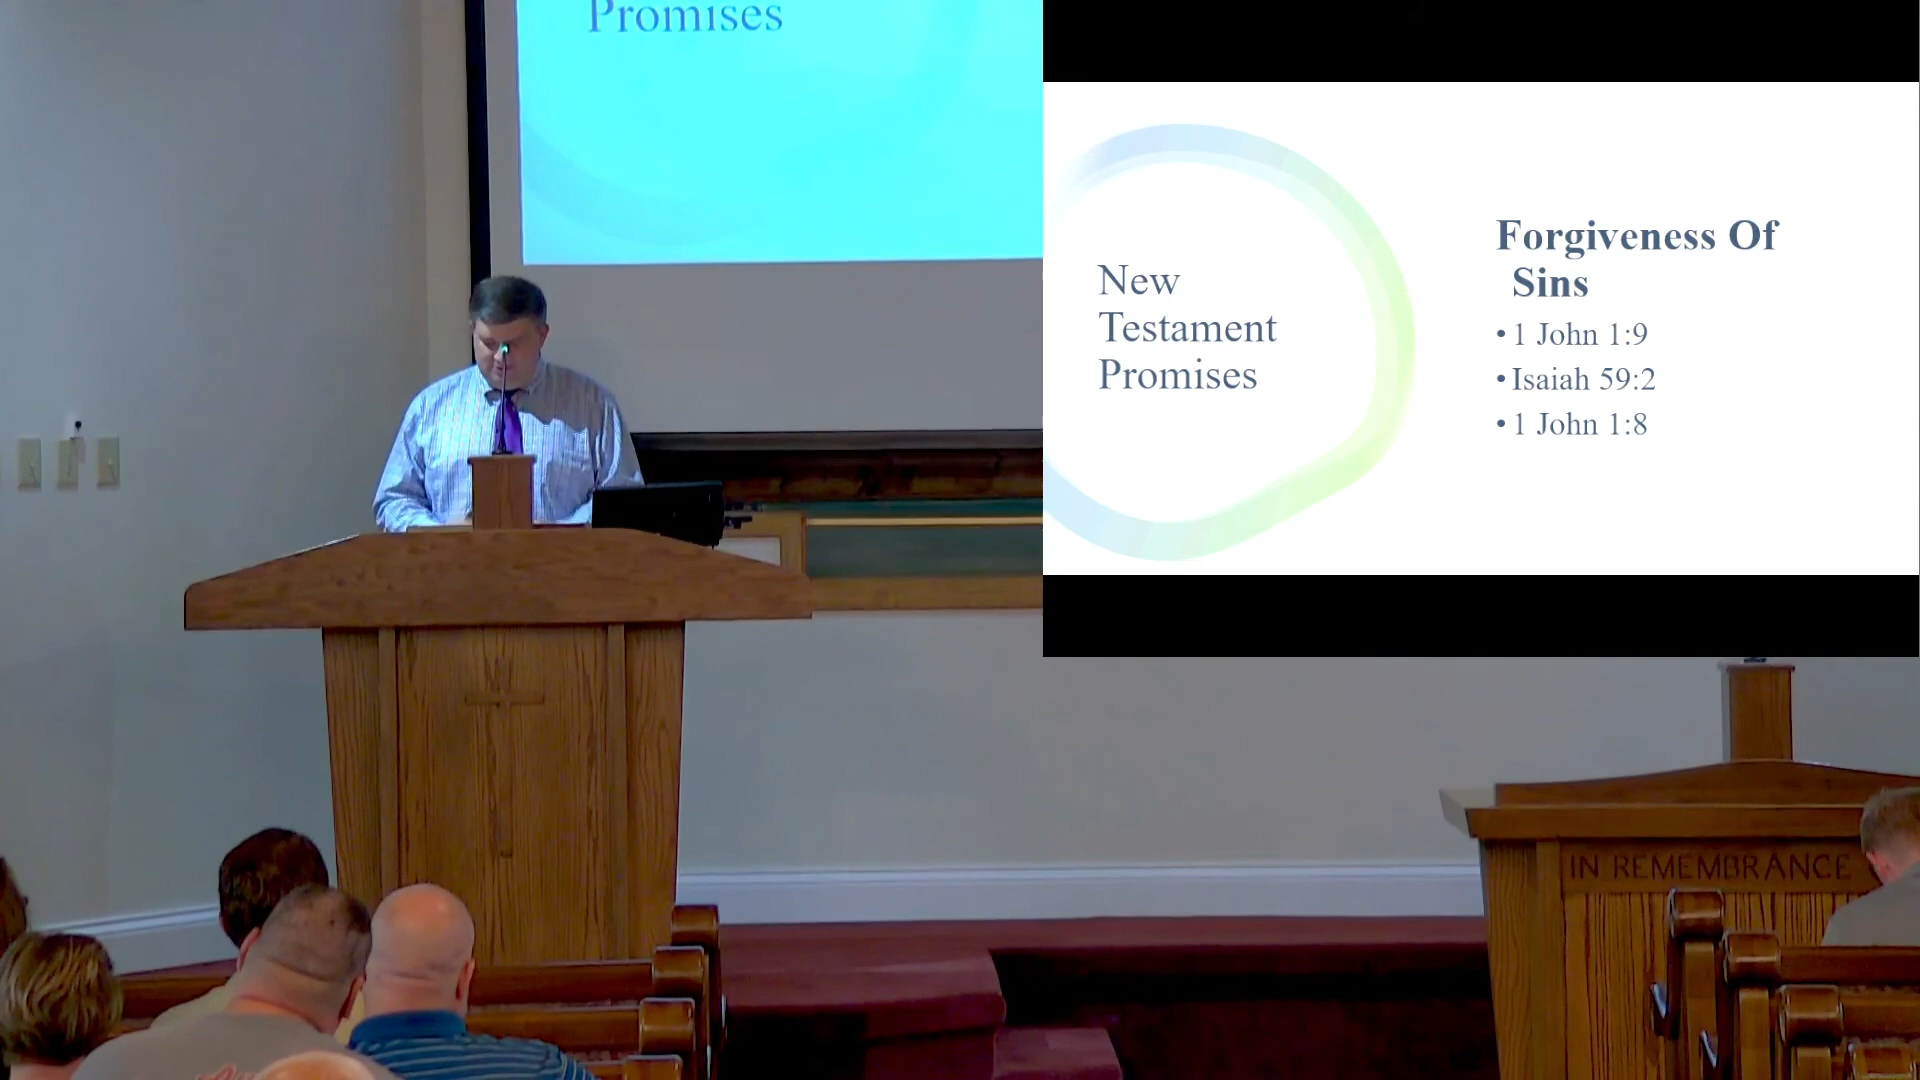 Promises
New
Testament
Promises
Forgiveness Of
Sins
• 1 John 1:9
• Isaiah 59:2
• 1 John 1:8
IN REMEMBRANCE